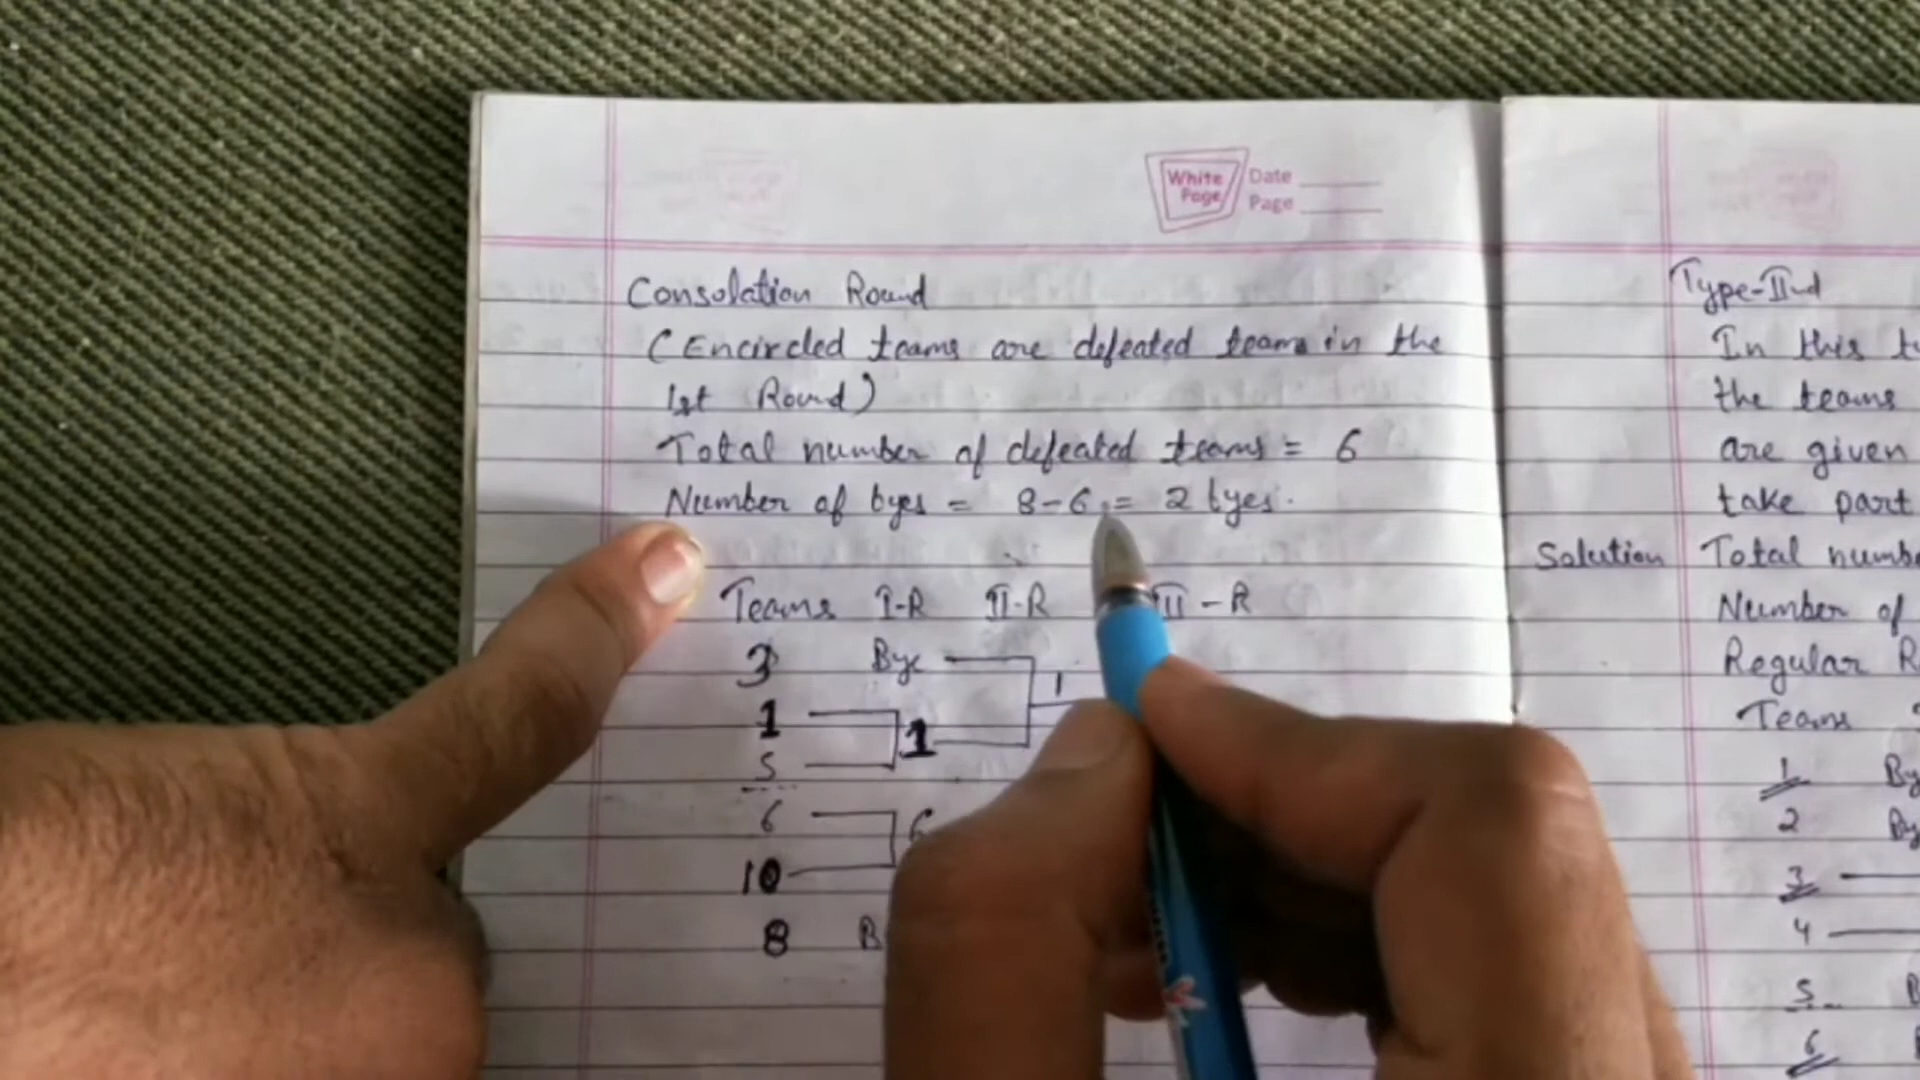 White Page
Date
Page
Consolation Round
(Encircled teams are defeated teams in the
1st Round)
Total number of defeated teams = 6
Number of byes = 8-6 = 2 byes.
Teams I-R II-R III-R
3 Bye
1
1
1
5
6
6
10
8 B
Type-IInd
In this t
the teams
are given
take part
Solution Total numbe
Number of
Regular R
Teams
1 By
2 By
3
4
5 B
6